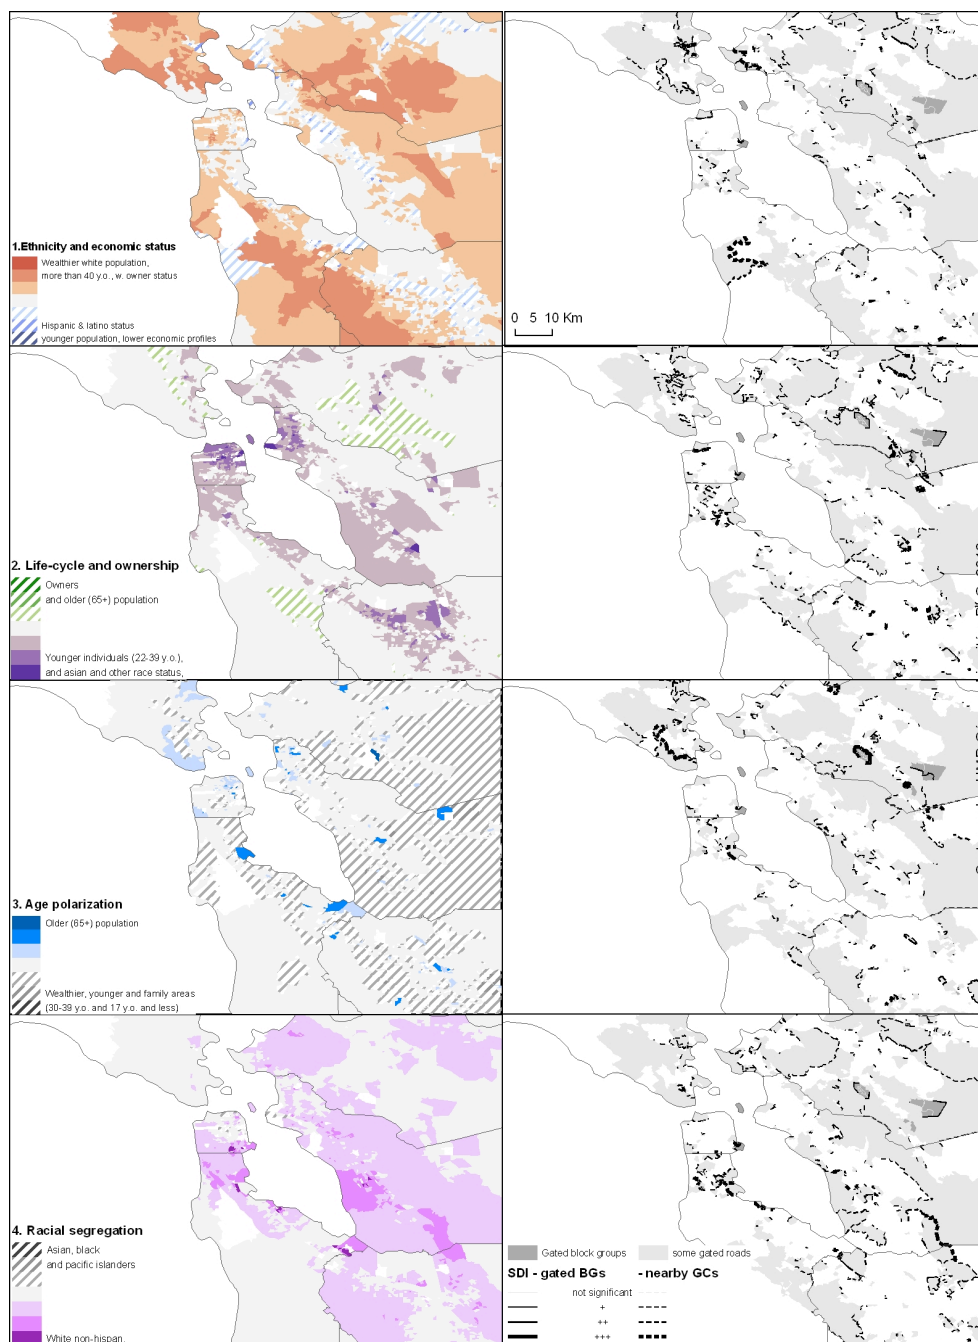 1.Ethnicity and economic status
Wealthier white population,
more than 40 y.o., w. owner status
Hispanic & latino status
younger population, lower economic profiles
0 5 10 Km
2. Life-cycle and ownership
Owners
and older (65+) population
Younger individuals (22-39 y.o.),
and asian and other race status,
3. Age polarization
Older (65+) population
Wealthier, younger and family areas
(30-39 y.o. and 17 y.o. and less)
4. Racial segregation
Asian, black
and pacific islanders
White non-hispan.
Gated block groups
some gated roads
SDI - gated BGs - nearby GCs
not significant
+
++
+++